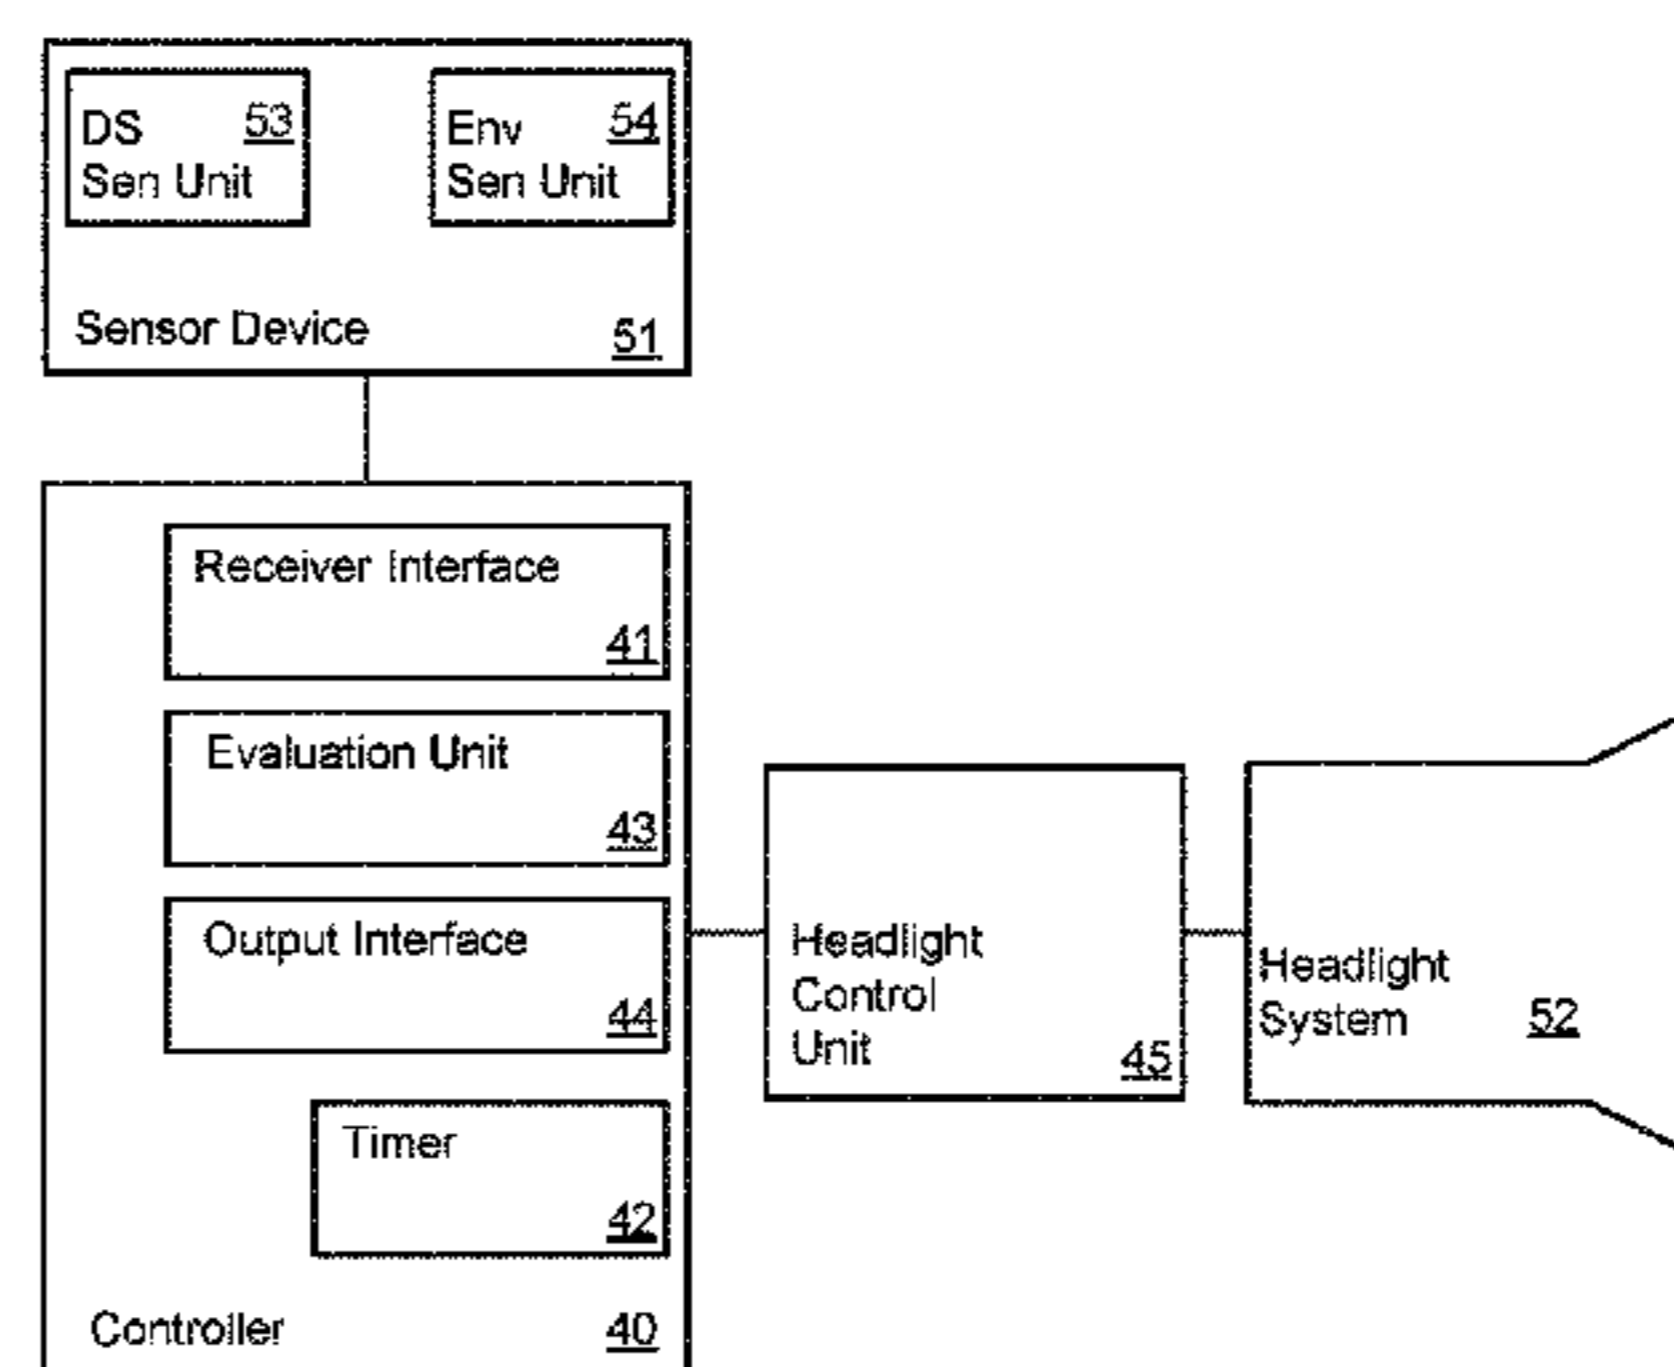 DS 53
Sen Unit
Env 54
Sen Unit
Sensor Device 51
Receiver Interface
41
Evaluation Unit
43
Output Interface
44
Timer
42
Controller 40
Headlight
Control
Unit 45
Headlight
System 52